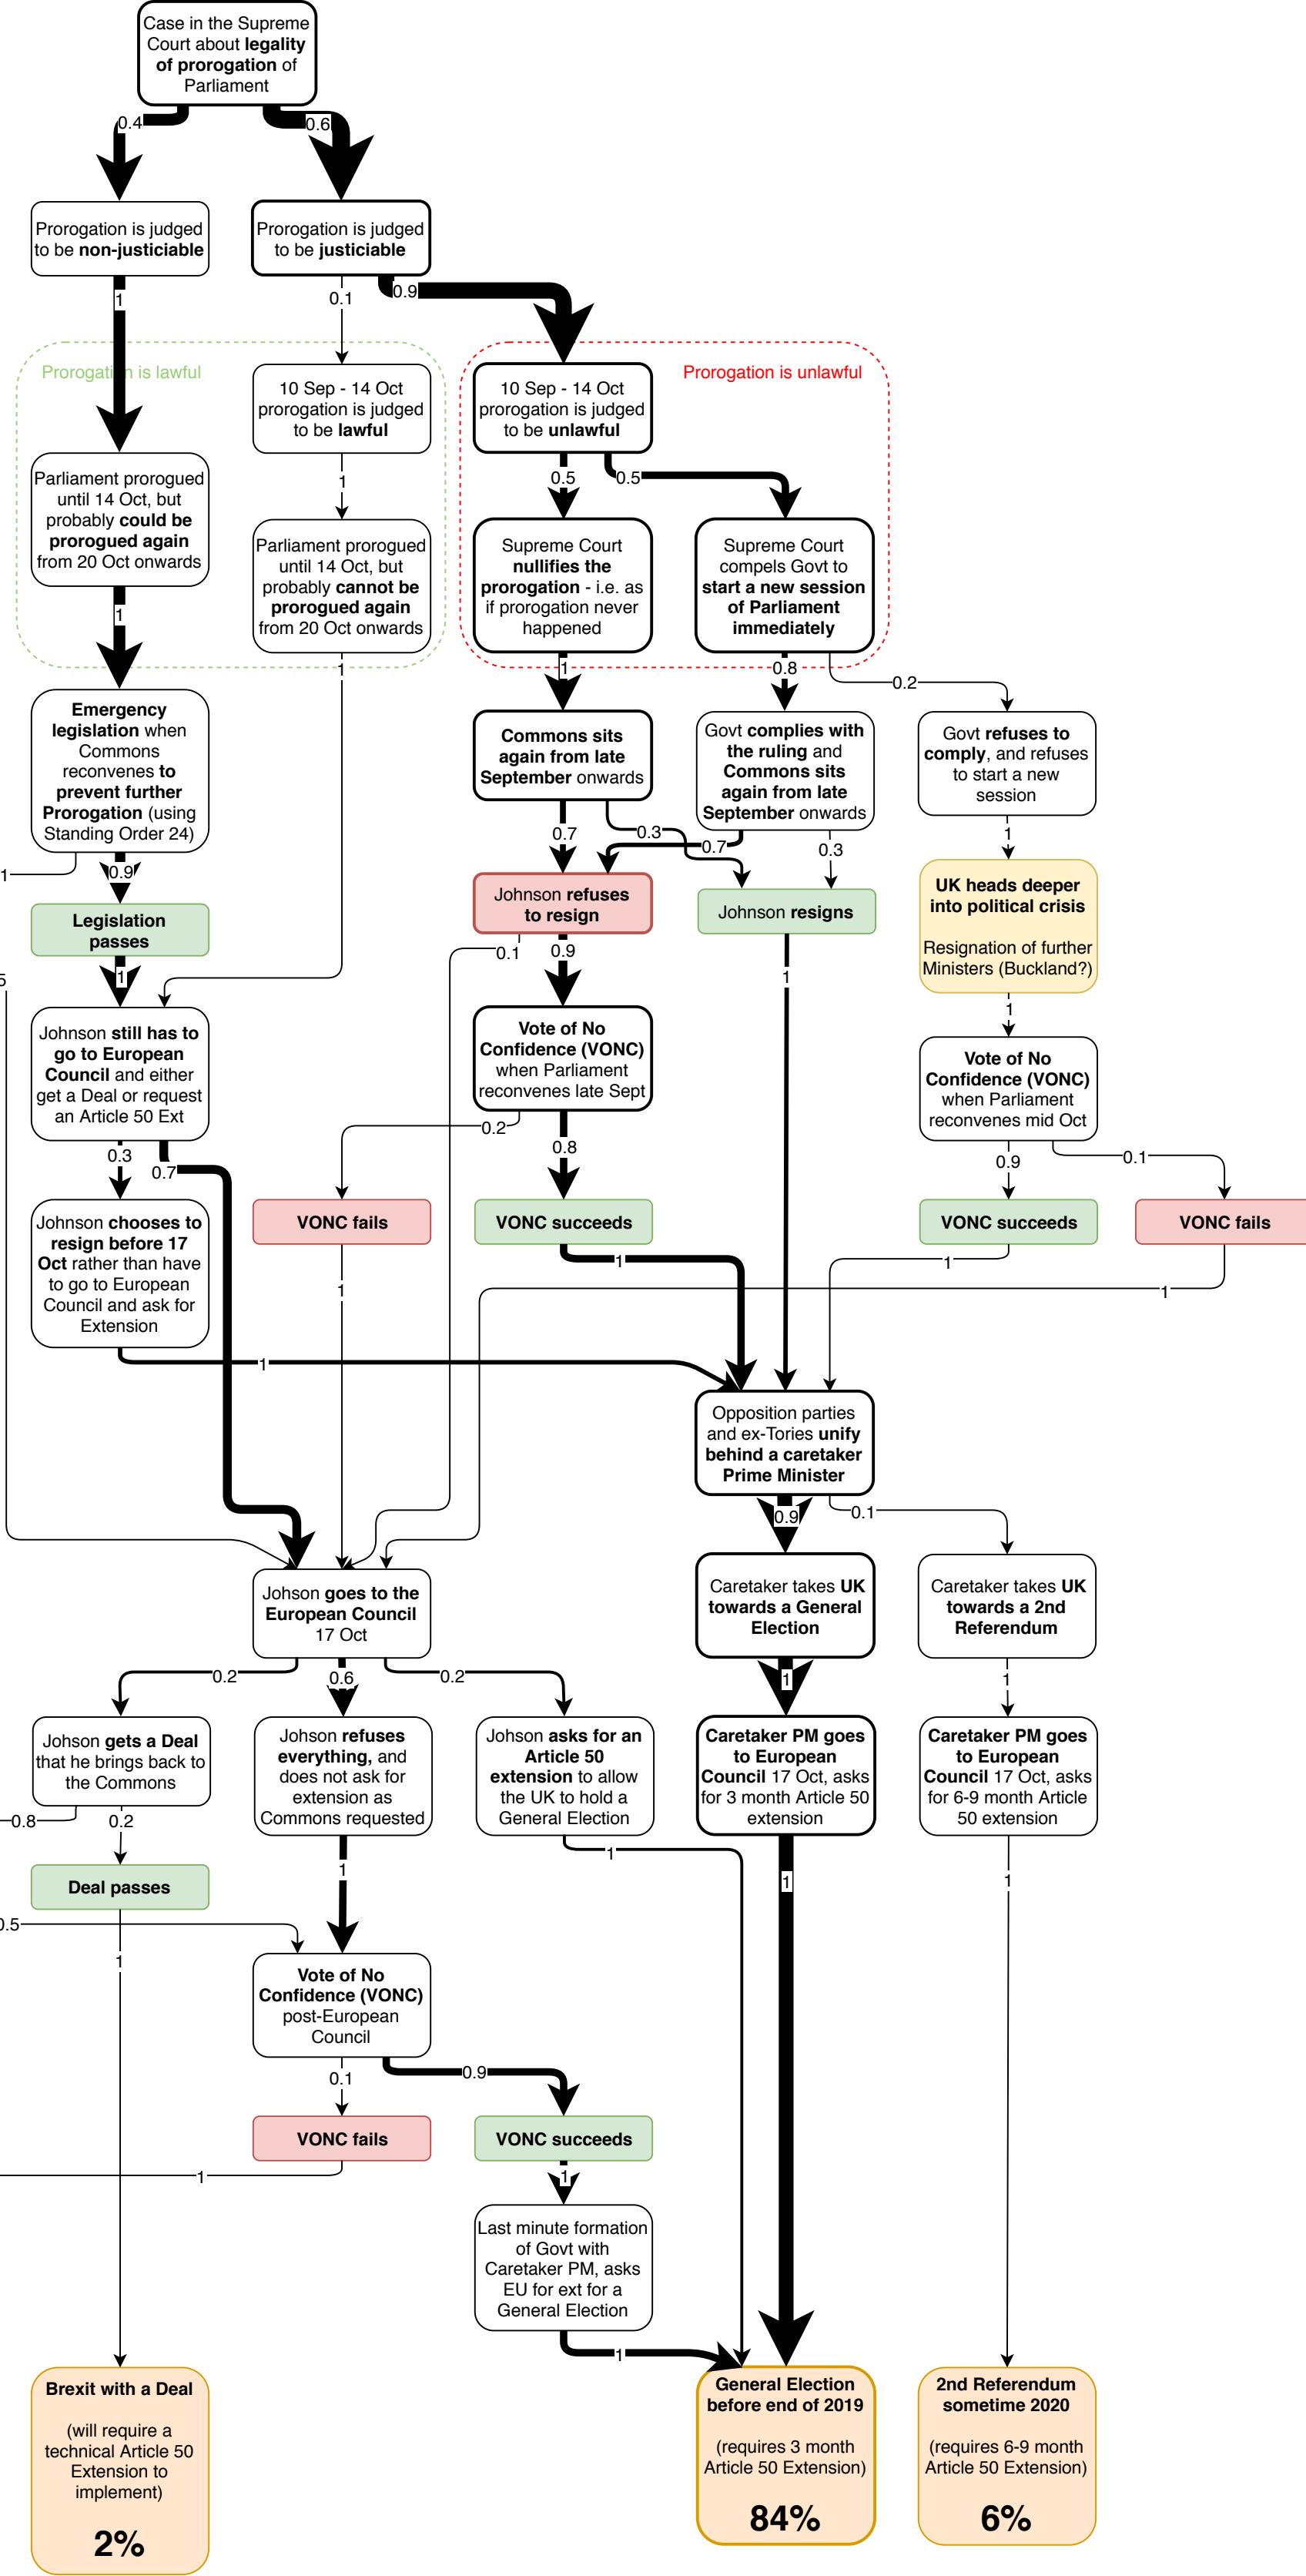 Case in the Supreme
Court about legality
of prorogation of
Parliament
0.4
0.6
Prorogation is judged
to be non-justiciable
Prorogation is judged
to be justiciable
1
0.1
0.9
Prorogation is lawful
Prorogation is unlawful
10 Sep - 14 Oct
prorogation is judged
to be lawful
10 Sep - 14 Oct
prorogation is judged
to be unlawful
Parliament prorogued
until 14 Oct, but
probably could be
prorogued again
from 20 Oct onwards
1
0.5
0.5
Parliament prorogued
until 14 Oct, but
probably cannot be
prorogued again
from 20 Oct onwards
Supreme Court
nullifies the
prorogation - i.e. as
if prorogation never
happened
Supreme Court
compels Govt to
start a new session
of Parliament
immediately
1
1
1
0.8
0.2
Emergency
legislation when
Commons
reconvenes to
prevent further
Prorogation (using
Standing Order 24)
Commons sits
again from late
September onwards
Govt complies with
the ruling and
Commons sits
again from late
September onwards
Govt refuses to
comply, and refuses
to start a new
session
1
0.9
0.7
0.3
0.7
0.3
1
Legislation
passes
Johnson refuses
to resign
Johnson resigns
UK heads deeper
into political crisis
Resignation of further
Ministers (Buckland?)
5
1
0.1
0.9
1
1
Johnson still has to
go to European
Council and either
get a Deal or request
an Article 50 Ext
Vote of No
Confidence (VONC)
when Parliament
reconvenes late Sept
Vote of No
Confidence (VONC)
when Parliament
reconvenes mid Oct
0.3
0.7
0.2
0.8
0.9
0.1
Johnson chooses to
resign before 17
Oct rather than have
to go to European
Council and ask for
Extension
VONC fails
VONC succeeds
VONC succeeds
VONC fails
1
1
1
1
1
Opposition parties
and ex-Tories unify
behind a caretaker
Prime Minister
0.9
0.1
Johson goes to the
European Council
17 Oct
Caretaker takes UK
towards a General
Election
Caretaker takes UK
towards a 2nd
Referendum
0.2
0.6
0.2
1
1
Johson gets a Deal
that he brings back to
the Commons
Johson refuses
everything, and
does not ask for
extension as
Commons requested
Johson asks for an
Article 50
extension to allow
the UK to hold a
General Election
Caretaker PM goes
to European
Council 17 Oct, asks
for 3 month Article 50
extension
Caretaker PM goes
to European
Council 17 Oct, asks
for 6-9 month Article
50 extension
0.8
0.2
1
1
1
1
Deal passes
0.5
1
Vote of No
Confidence (VONC)
post-European
Council
0.1
0.9
VONC fails
VONC succeeds
1
1
Last minute formation
of Govt with
Caretaker PM, asks
EU for ext for a
General Election
1
Brexit with a Deal
(will require a
technical Article 50
Extension to
implement)
2%
General Election
before end of 2019
(requires 3 month
Article 50 Extension)
84%
2nd Referendum
sometime 2020
(requires 6-9 month
Article 50 Extension)
6%